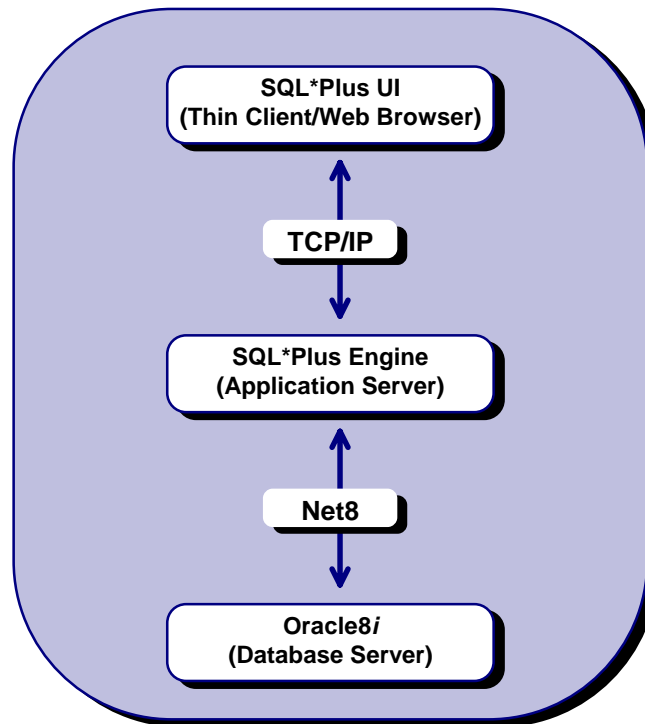 SQL*Plus UI
(Thin Client/Web Browser)
TCP/IP
SQL*Plus Engine
(Application Server)
Net8
Oracle8i
(Database Server)